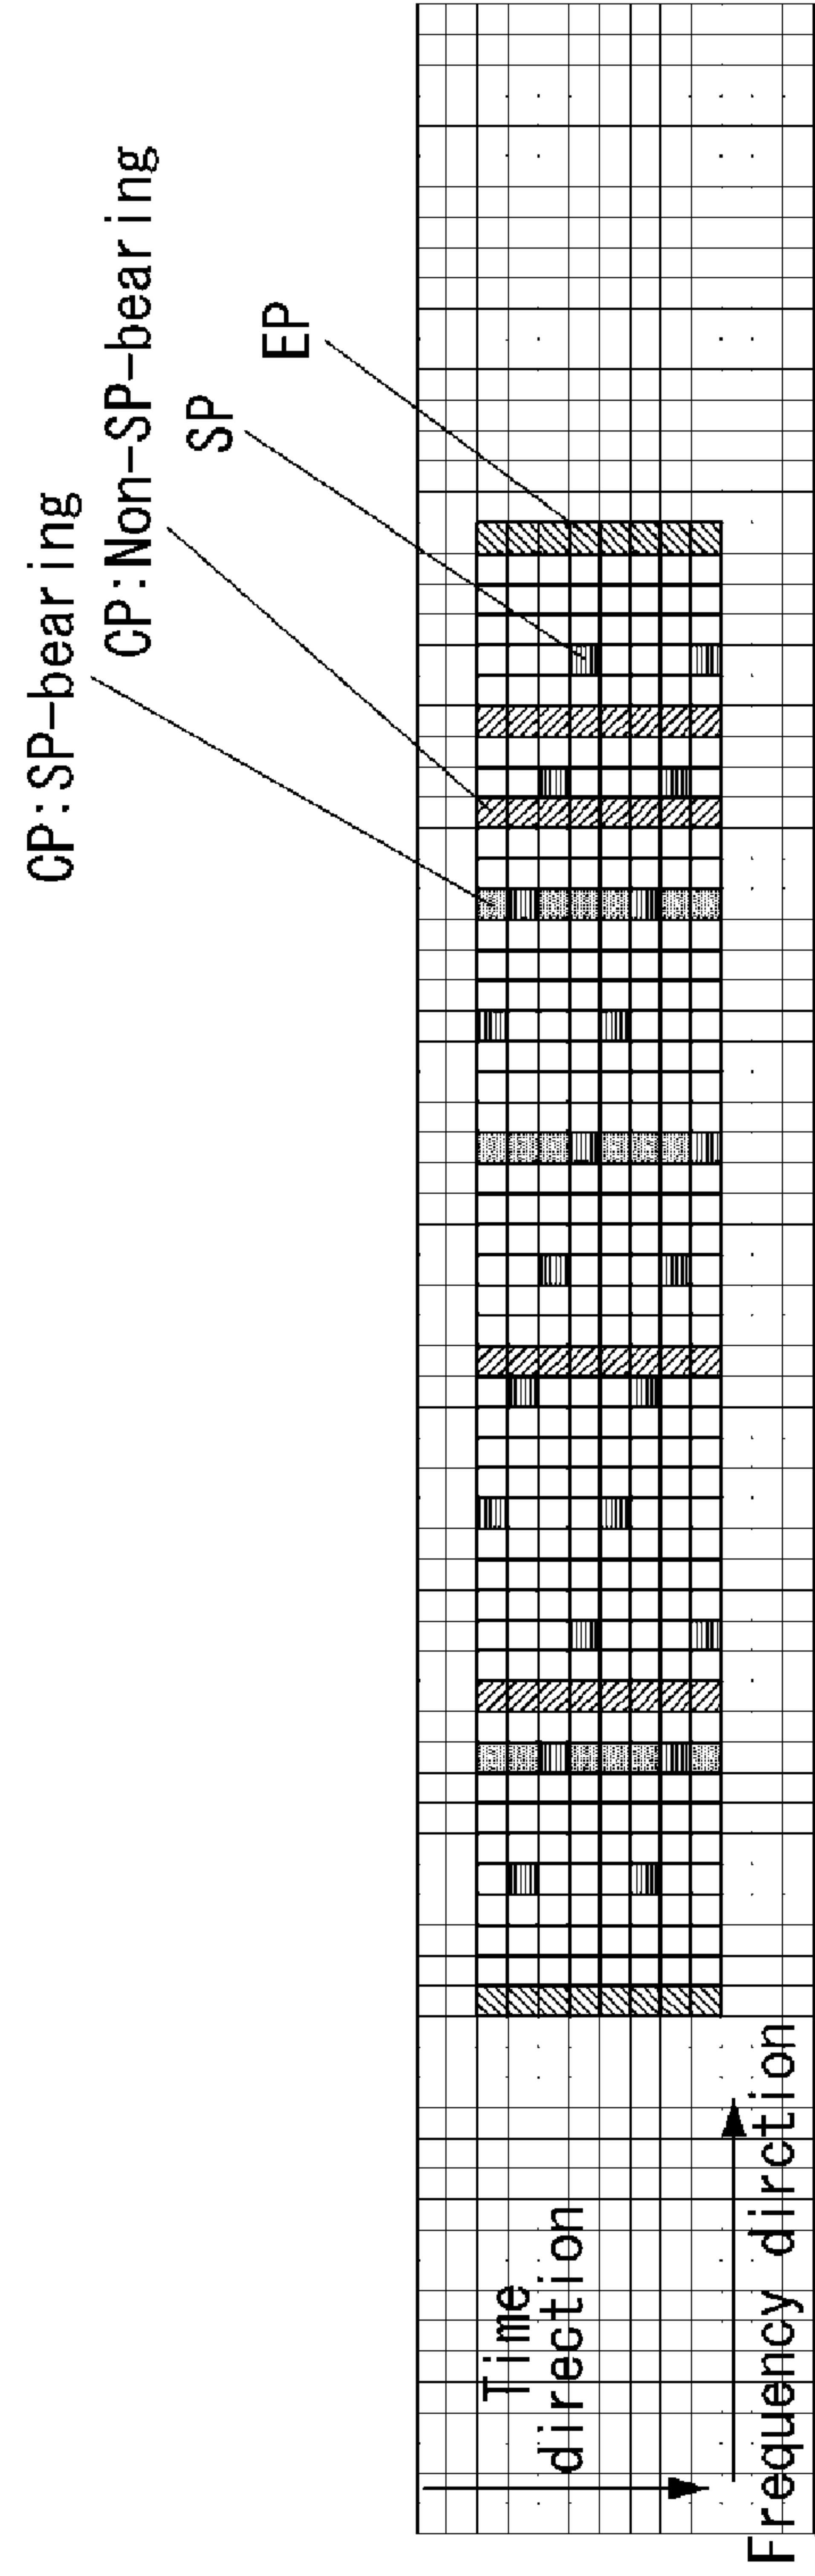 CP:SP-bearing
CP:Non-SP-bearing
SP
EP
Time
direction
Frequency direction